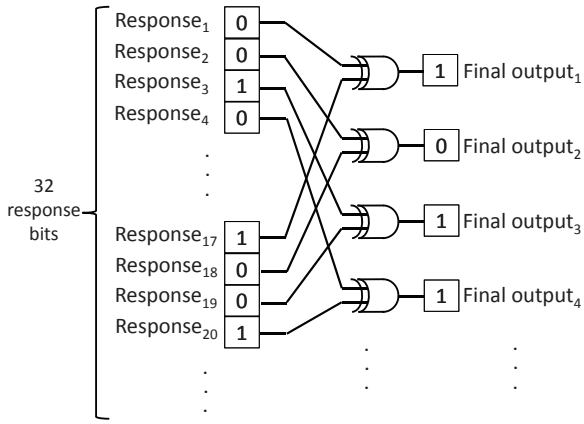 Response₁ 0
Response₂ 0
Response₃ 1
Response₄ 0
1 Final output₁
0 Final output₂
32
response
bits
Response₁₇ 1
Response₁₈ 0
Response₁₉ 0
Response₂₀ 1
1 Final output₃
1 Final output₄